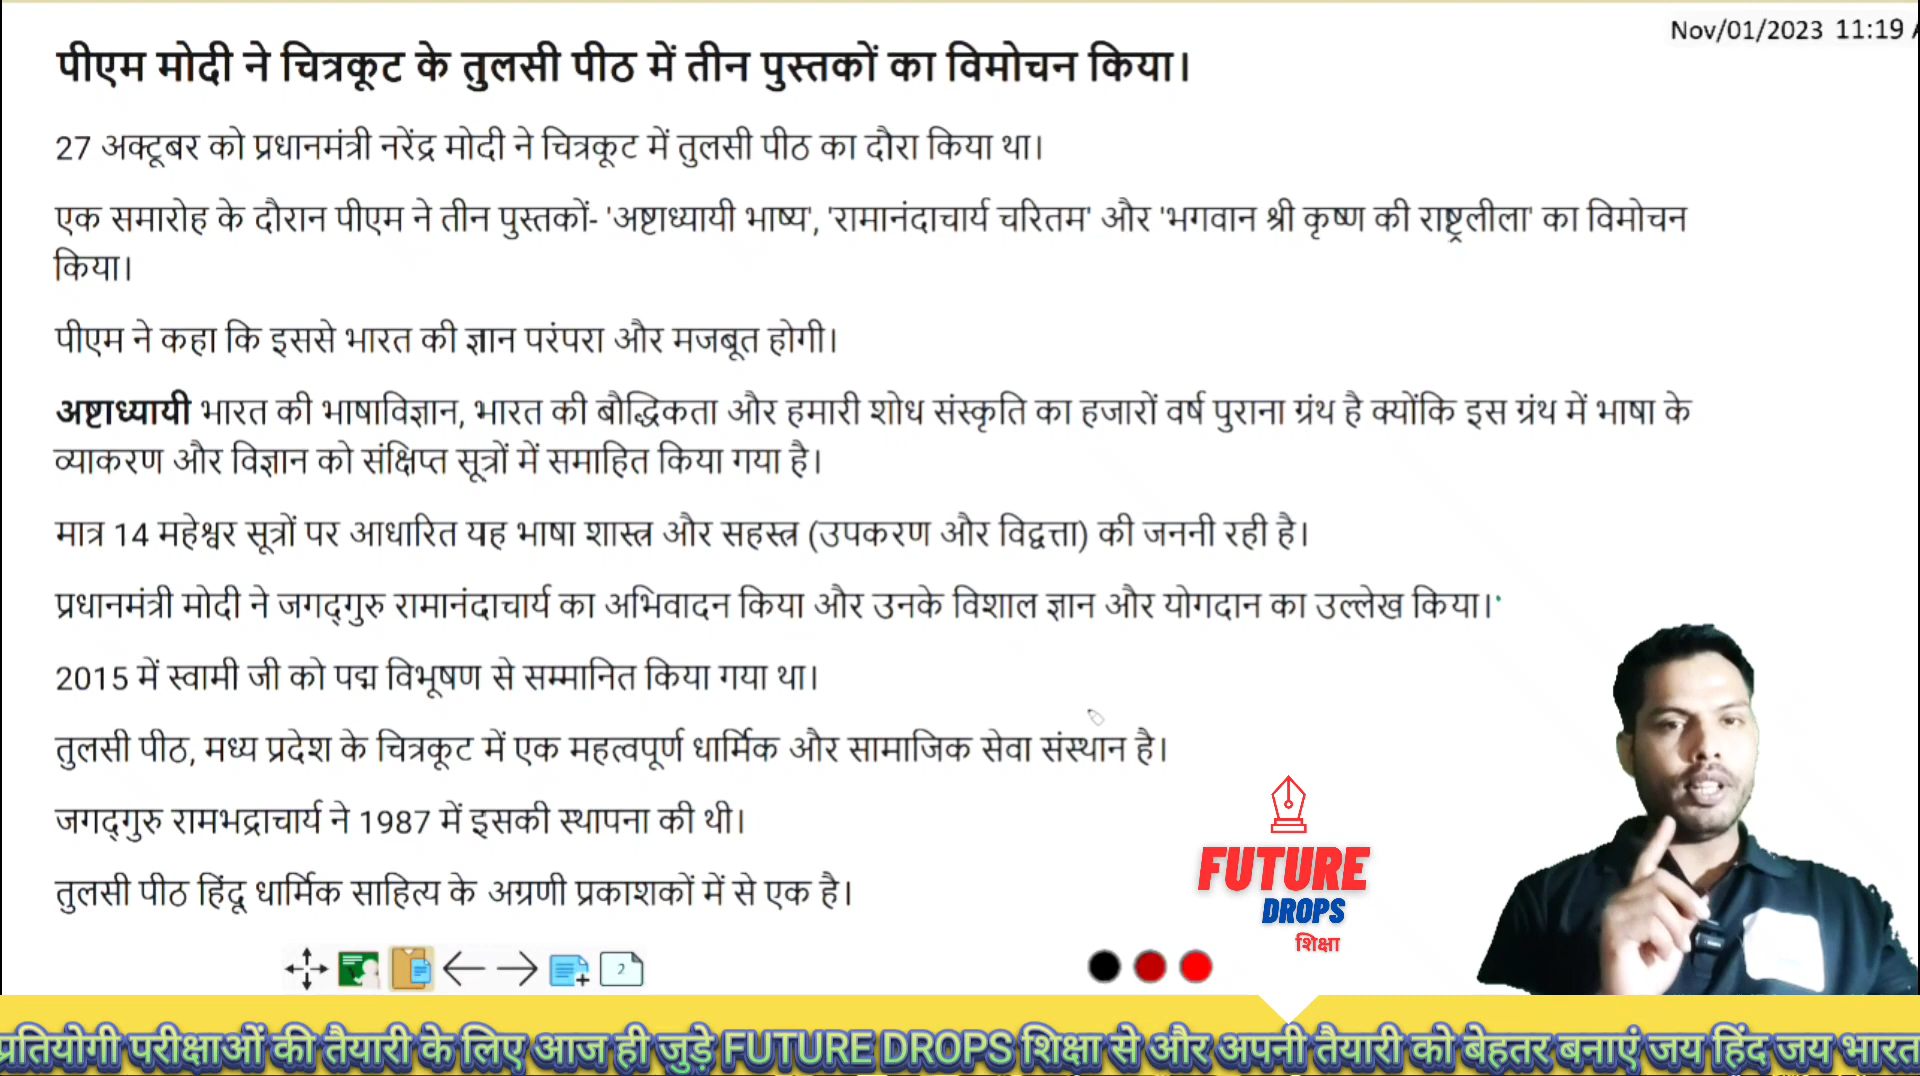 Nov/01/2023 11:19
पीएम मोदी ने चित्रकूट के तुलसी पीठ में तीन पुस्तकों का विमोचन किया।
27 अक्टूबर को प्रधानमंत्री नरेंद्र मोदी ने चित्रकूट में तुलसी पीठ का दौरा किया था।
एक समारोह के दौरान पीएम ने तीन पुस्तकों- 'अष्टाध्यायी भाष्य', 'रामानंदाचार्य चरितम' और 'भगवान श्री कृष्ण की राष्ट्रलीला' का विमोचन
किया।
पीएम ने कहा कि इससे भारत की ज्ञान परंपरा और मजबूत होगी।
अष्टाध्यायी भारत की भाषाविज्ञान, भारत की बौद्धिकता और हमारी शोध संस्कृति का हजारों वर्ष पुराना ग्रंथ है क्योंकि इस ग्रंथ में भाषा के
व्याकरण और विज्ञान को संक्षिप्त सूत्रों में समाहित किया गया है।
मात्र 14 महेश्वर सूत्रों पर आधारित यह भाषा शास्त्र और सहस्त्र (उपकरण और विद्वत्ता) की जननी रही है।
प्रधानमंत्री मोदी ने जगद्गुरु रामानंदाचार्य का अभिवादन किया और उनके विशाल ज्ञान और योगदान का उल्लेख किया।
2015 में स्वामी जी को पद्म विभूषण से सम्मानित किया गया था।
तुलसी पीठ, मध्य प्रदेश के चित्रकूट में एक महत्वपूर्ण धार्मिक और सामाजिक सेवा संस्थान है।
जगद्गुरु रामभद्राचार्य ने 1987 में इसकी स्थापना की थी।
तुलसी पीठ हिंदू धार्मिक साहित्य के अग्रणी प्रकाशकों में से एक है।
FUTURE
DROPS
शिक्षा
2
प्रतियोगी परीक्षाओं की तैयारी के लिए आज ही जुड़े FUTURE DROPS शिक्षा से और अपनी तैयारी को बेहतर बनाएं जय हिंद जय भारत